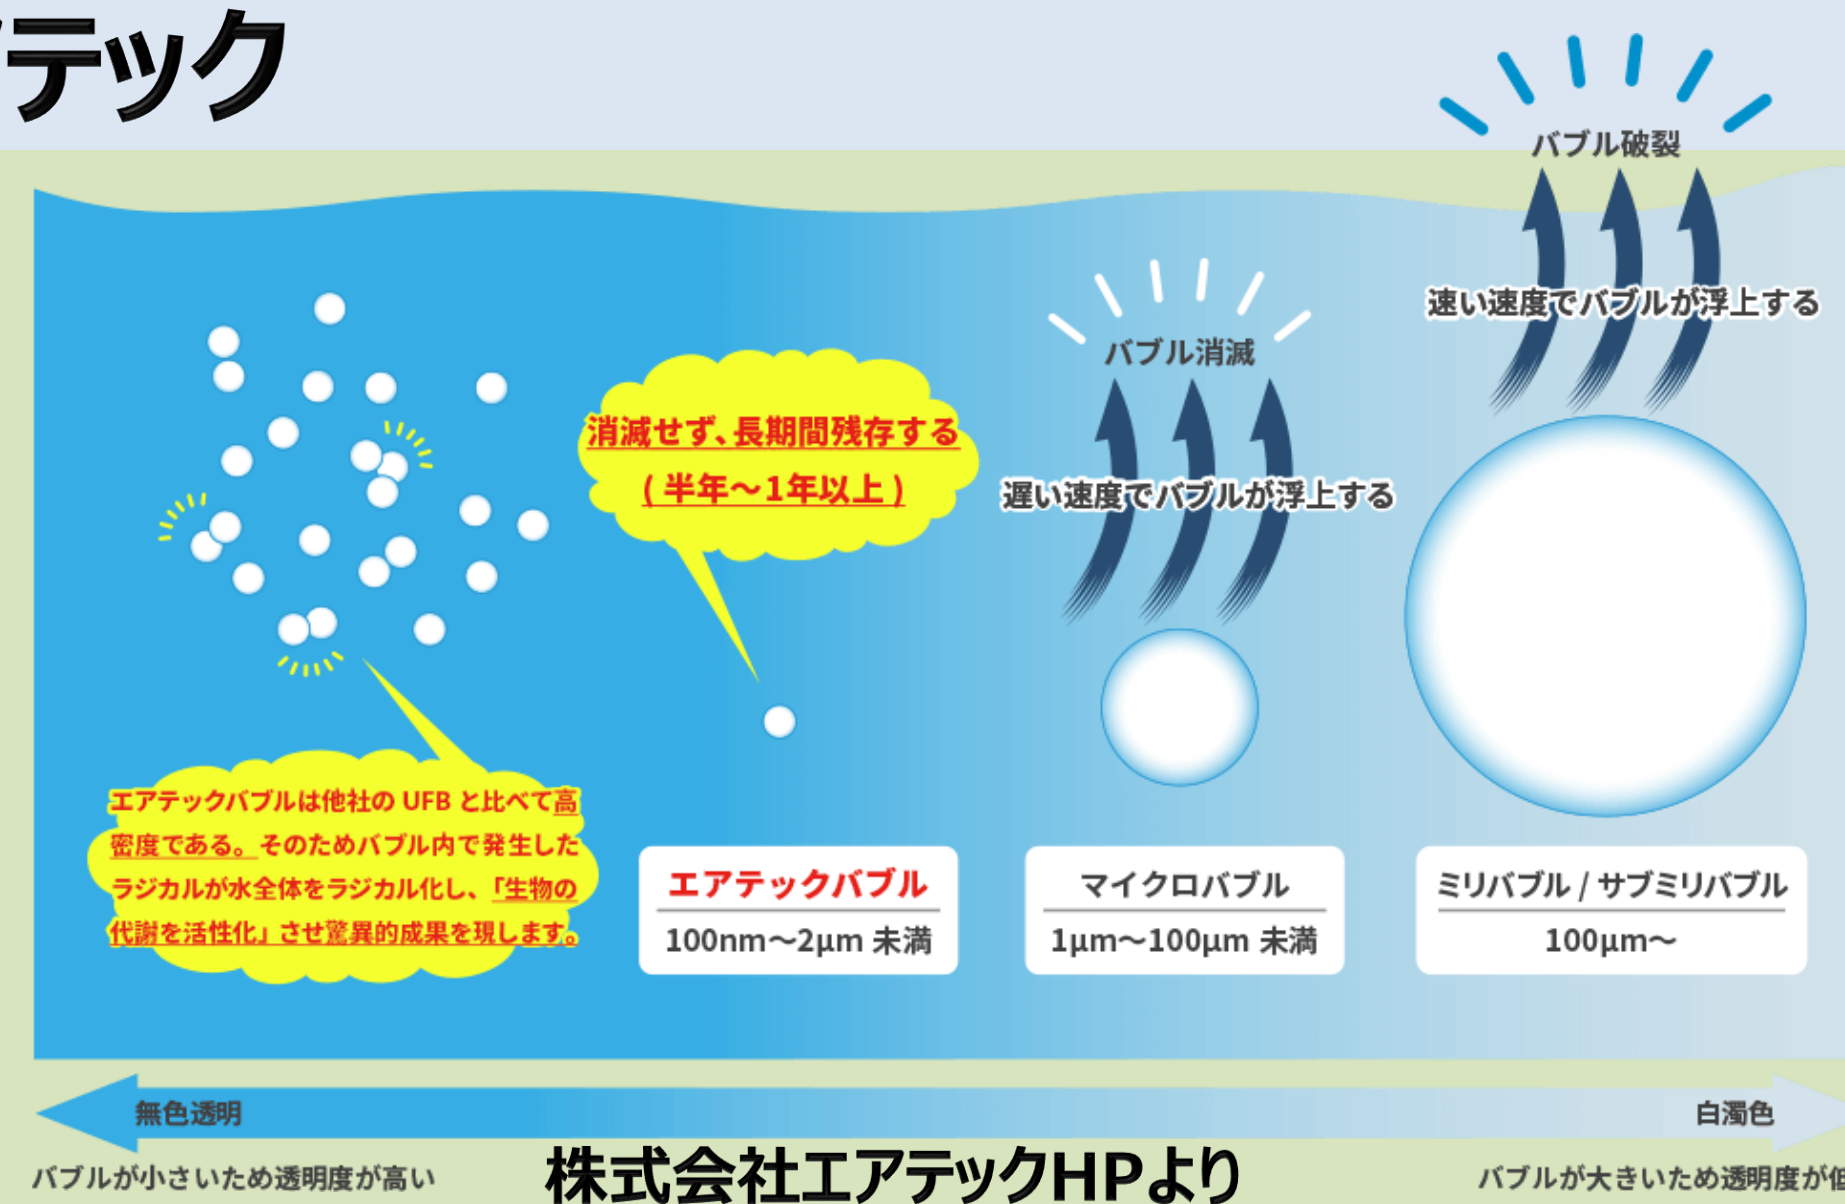 テック
バブル破裂
速い速度でバブルが浮上する
バブル消滅
遅い速度でバブルが浮上する
消滅せず、長期間残存する
(半年～1年以上)
エアテックバブルは他社の UFB と比べて高
密度である。そのためバブル内で発生した
ラジカルが水全体をラジカル化し、「生物の
代謝を活性化」させ驚異的成果を現します。
エアテックバブル
100nm～2μm 未満
マイクロバブル
1μm～100μm 未満
ミリバブル / サブミリバブル
100μm～
無色透明
白濁色
バブルが小さいため透明度が高い
株式会社エアテックHPより
バブルが大きいため透明度が低